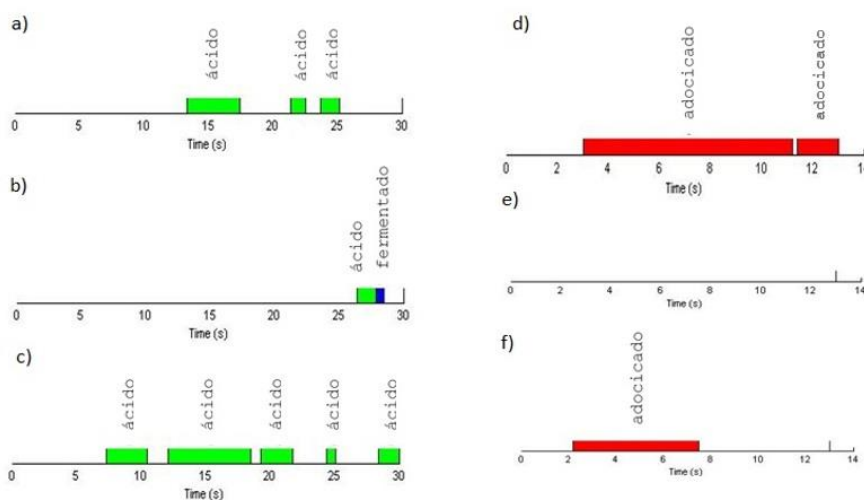 a)
ácido
ácido
ácido
0 5 10 15 20 25 30
Time (s)
b)
ácido
fermentado
0 5 10 15 20 25 30
Time (s)
c)
ácido
ácido
ácido
ácido
ácido
0 5 10 15 20 25 30
Time (s)
d)
adocicado
adocicado
0 2 4 6 8 10 12 14
Time (s)
e)
0 2 4 6 8 10 12 14
Time (s)
f)
adocicado
0 2 4 6 8 10 12 14
Time (s)